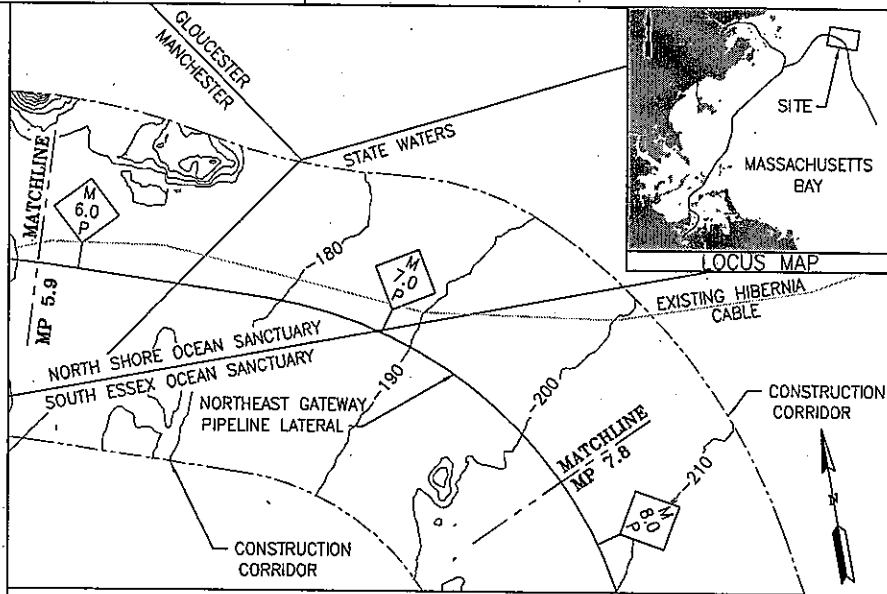 GLOUCESTER
MANCHESTER
STATE WATERS
SITE
MASSACHUSETTS
BAY
LOCUS MAP
MATCHLINE
MP 5.9
M
6.0
P
-180
M
7.0
P
EXISTING HIBERNIA
CABLE
NORTH SHORE OCEAN SANCTUARY
SOUTH ESSEX OCEAN SANCTUARY
-190
-200
NORTHEAST GATEWAY
PIPELINE LATERAL
CONSTRUCTION
CORRIDOR
MATCHLINE
MP 7.8
-210
M
8.0
P
N
CONSTRUCTION
CORRIDOR